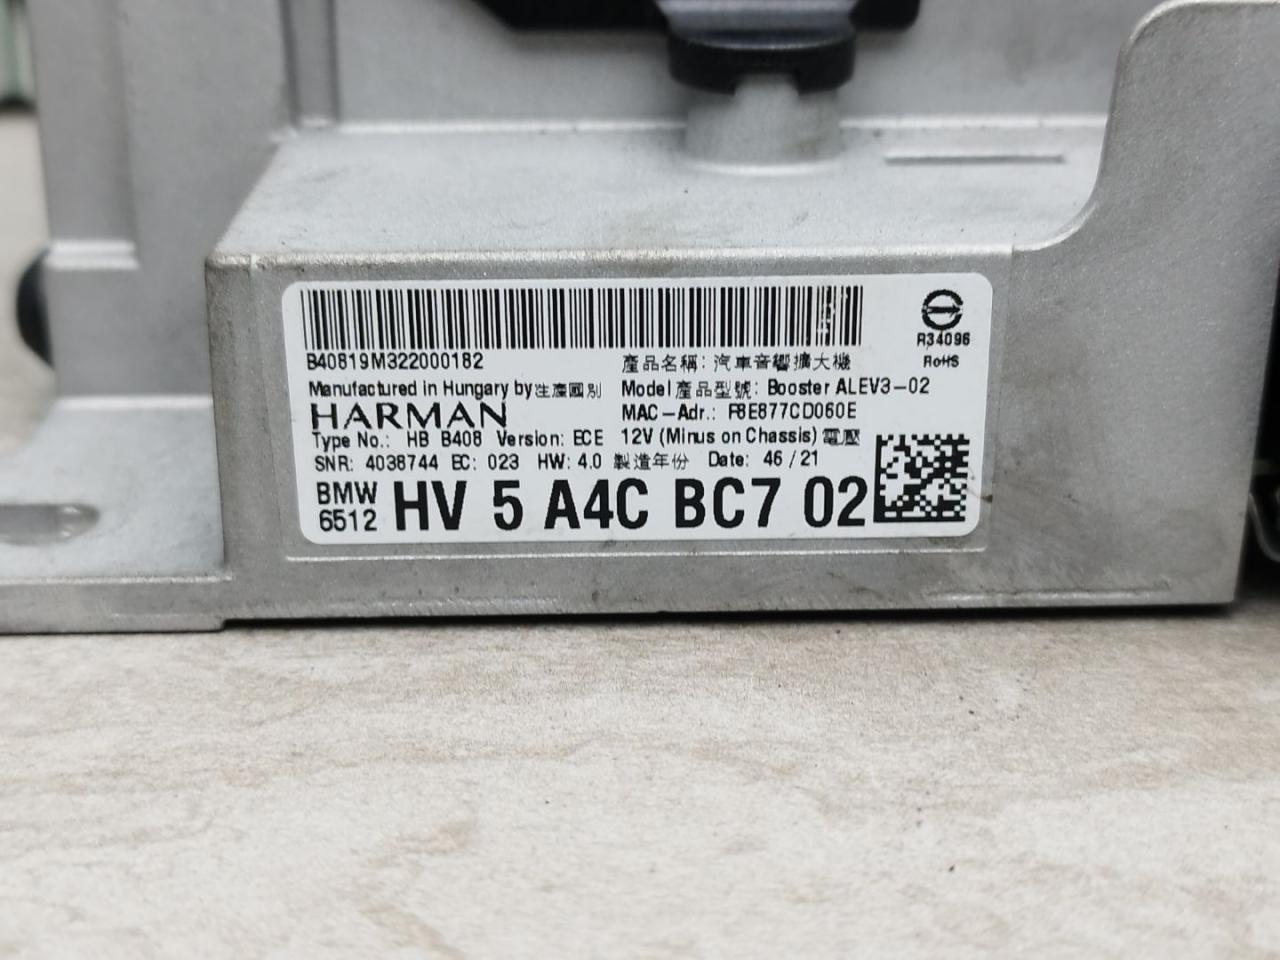 B40819M322000182
產品名稱: 汽車音響擴大機
R34096
RoHS
Manufactured in Hungary by 生產國別
Model 產品型號: Booster ALEV3-02
HARMAN
MAC-Adr.: F8E877CD060E
Type No.: HB B408 Version: ECE
12V (Minus on Chassis) 電壓
SNR: 4038744 EC: 023 HW: 4.0 製造年份 Date: 46/21
BMW
6512
HV 5 A4C BC7 02